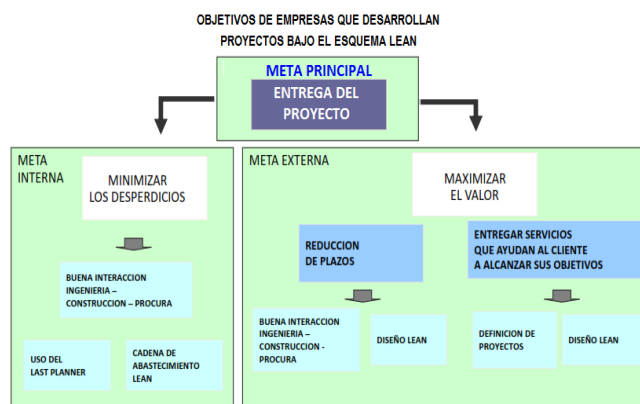 OBJETIVOS DE EMPRESAS QUE DESARROLLAN
PROYECTOS BAJO EL ESQUEMA LEAN
META PRINCIPAL
ENTREGA DEL
PROYECTO
META
INTERNA
MINIMIZAR
LOS DESPERDICIOS
BUENA INTERACCION
INGENIERIA –
CONSTRUCCION – PROCURA
USO DEL
LAST PLANNER
CADENA DE
ABASTECIMIENTO
LEAN
META EXTERNA
MAXIMIZAR
EL VALOR
REDUCCION
DE PLAZOS
ENTREGAR SERVICIOS
QUE AYUDAN AL CLIENTE
A ALCANZAR SUS OBJETIVOS
BUENA INTERACCION
INGENIERIA –
CONSTRUCCION -
PROCURA
DISEÑO LEAN
DEFINICION DE
PROYECTOS
DISEÑO LEAN